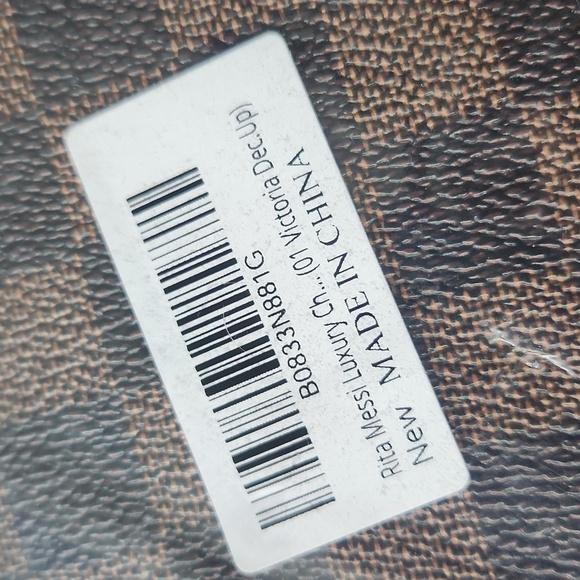 B0833N881G
Rita Messi Luxury Ch...(01 Victoria Dec.Up)
New MADE IN CHINA